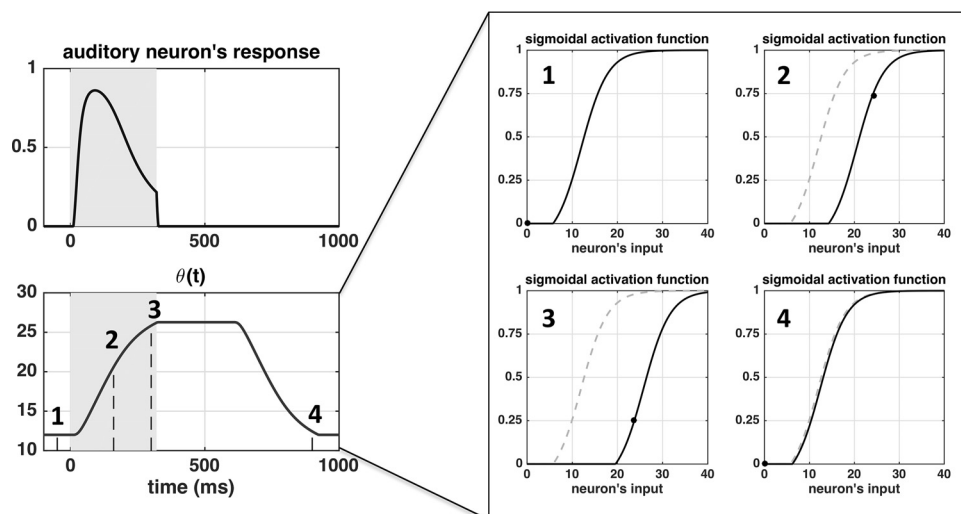 auditory neuron's response
1
0.5
0
0 500 1000
θ(t)
30
25
20
15
10
1 2 3 4
0 500 1000
time (ms)
sigmoidal activation function
1
1
0.75
0.5
0.25
0
0 10 20 30 40
neuron's input
sigmoidal activation function
2
1
0.75
0.5
0.25
0
0 10 20 30 40
neuron's input
sigmoidal activation function
3
1
0.75
0.5
0.25
0
0 10 20 30 40
neuron's input
sigmoidal activation function
4
1
0.75
0.5
0.25
0
0 10 20 30 40
neuron's input